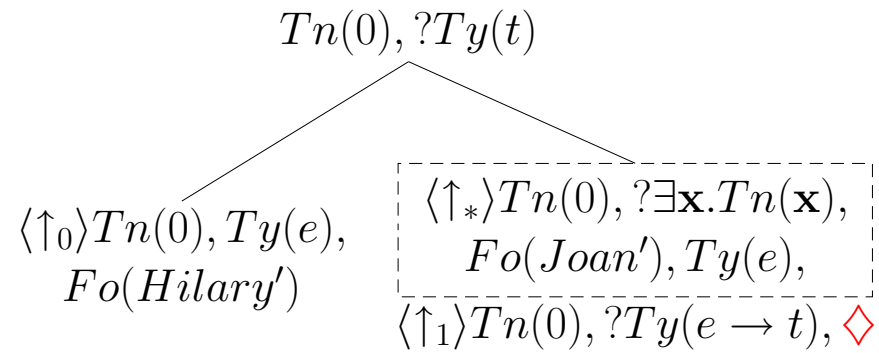 Tn(0), ?Ty(t)
⟨↑₀⟩Tn(0), Ty(e),
Fo(Hilary′)
⟨↑∗⟩Tn(0), ?∃𝐱.Tn(𝐱),
Fo(Joan′), Ty(e),
⟨↑₁⟩Tn(0), ?Ty(e → t), ♢